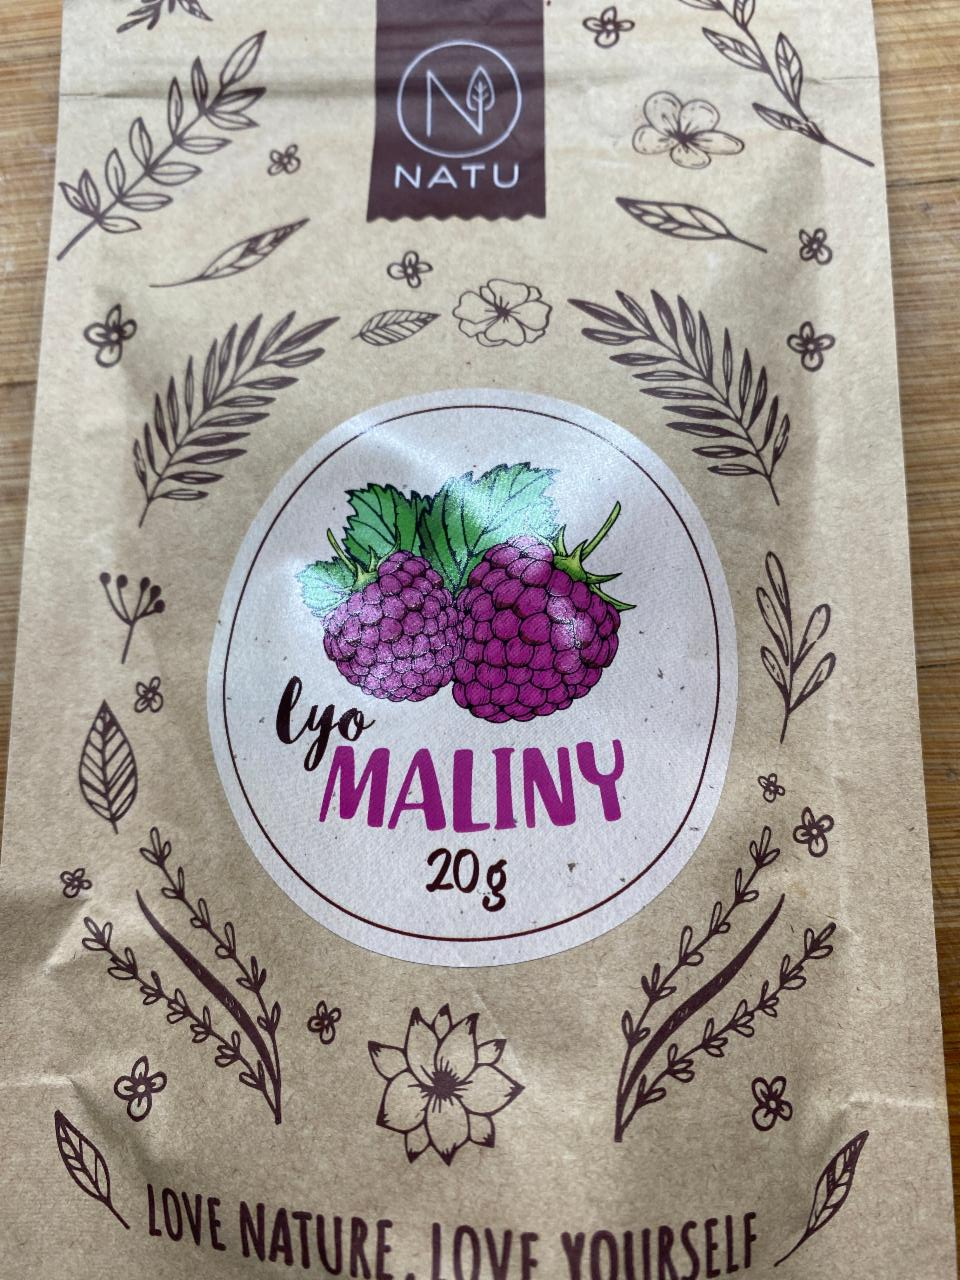 N
NATU
lyo
MALINY
20g
LOVE NATURE, LOVE YOURSELF